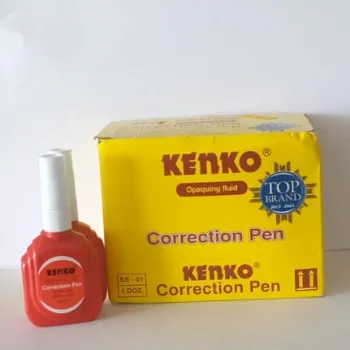 KENKO®
Opaquing fluid
TOP
BRAND
Correction Pen
KE-01
1 DOZ.
KENKO®
Correction Pen
KENKO
Correction Pen